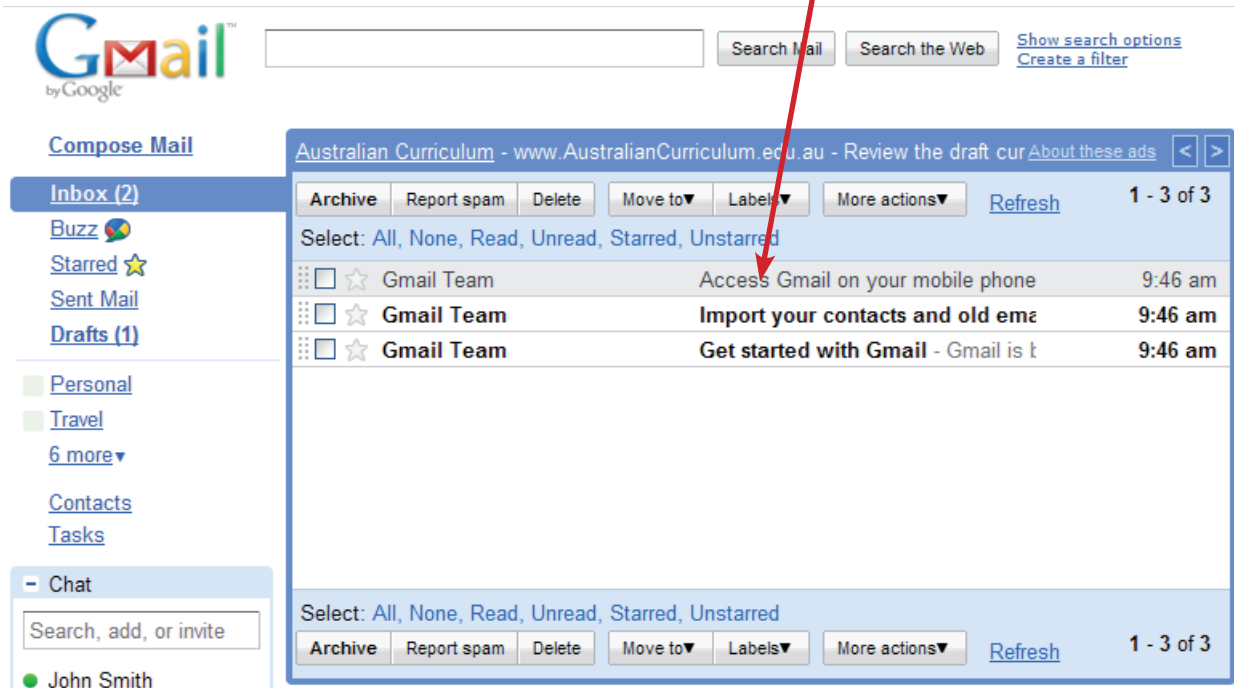 Gmail™
by Google
Search Mail
Search the Web
Show search options
Create a filter
Compose Mail
Inbox (2)
Buzz
Starred
Sent Mail
Drafts (1)
Personal
Travel
6 more▾
Contacts
Tasks
Chat
Search, add, or invite
John Smith
Australian Curriculum - www.AustralianCurriculum.edu.au - Review the draft cur About these ads < >
Archive Report spam Delete Move to▼ Labels▼ More actions▼ Refresh 1 - 3 of 3
Select: All, None, Read, Unread, Starred, Unstarred
Gmail Team Access Gmail on your mobile phone 9:46 am
Gmail Team Import your contacts and old ema 9:46 am
Gmail Team Get started with Gmail - Gmail is 9:46 am
Select: All, None, Read, Unread, Starred, Unstarred
Archive Report spam Delete Move to▼ Labels▼ More actions▼ Refresh 1 - 3 of 3